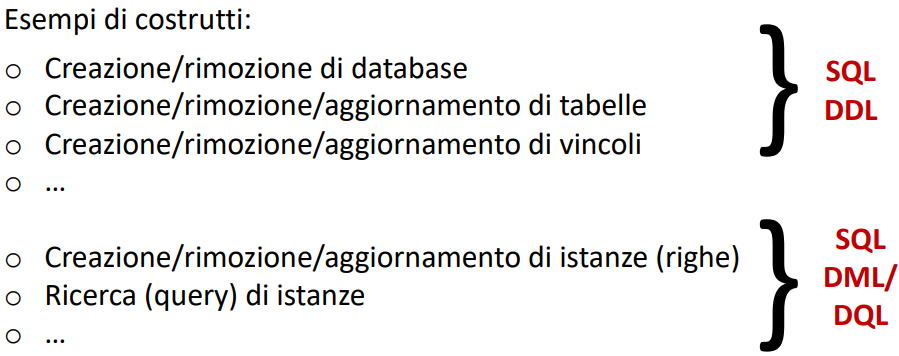 Esempi di costrutti:
o Creazione/rimozione di database
o Creazione/rimozione/aggiornamento di tabelle
o Creazione/rimozione/aggiornamento di vincoli
o ...
} SQL
DDL
o Creazione/rimozione/aggiornamento di istanze (righe)
o Ricerca (query) di istanze
o ...
} SQL
DML/
DQL